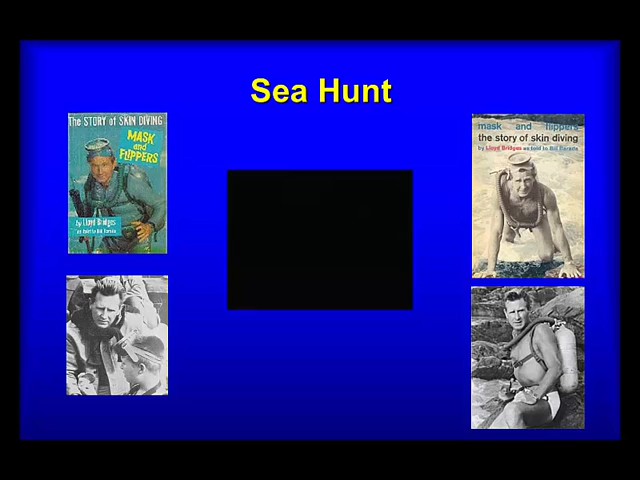 Sea Hunt
The STORY of SKIN DIVING
MASK
and
FLIPPERS
by Lloyd Bridges
as told to Bill Barada
mask and flippers
the story of skin diving
by Lloyd Bridges as told to Bill Barada